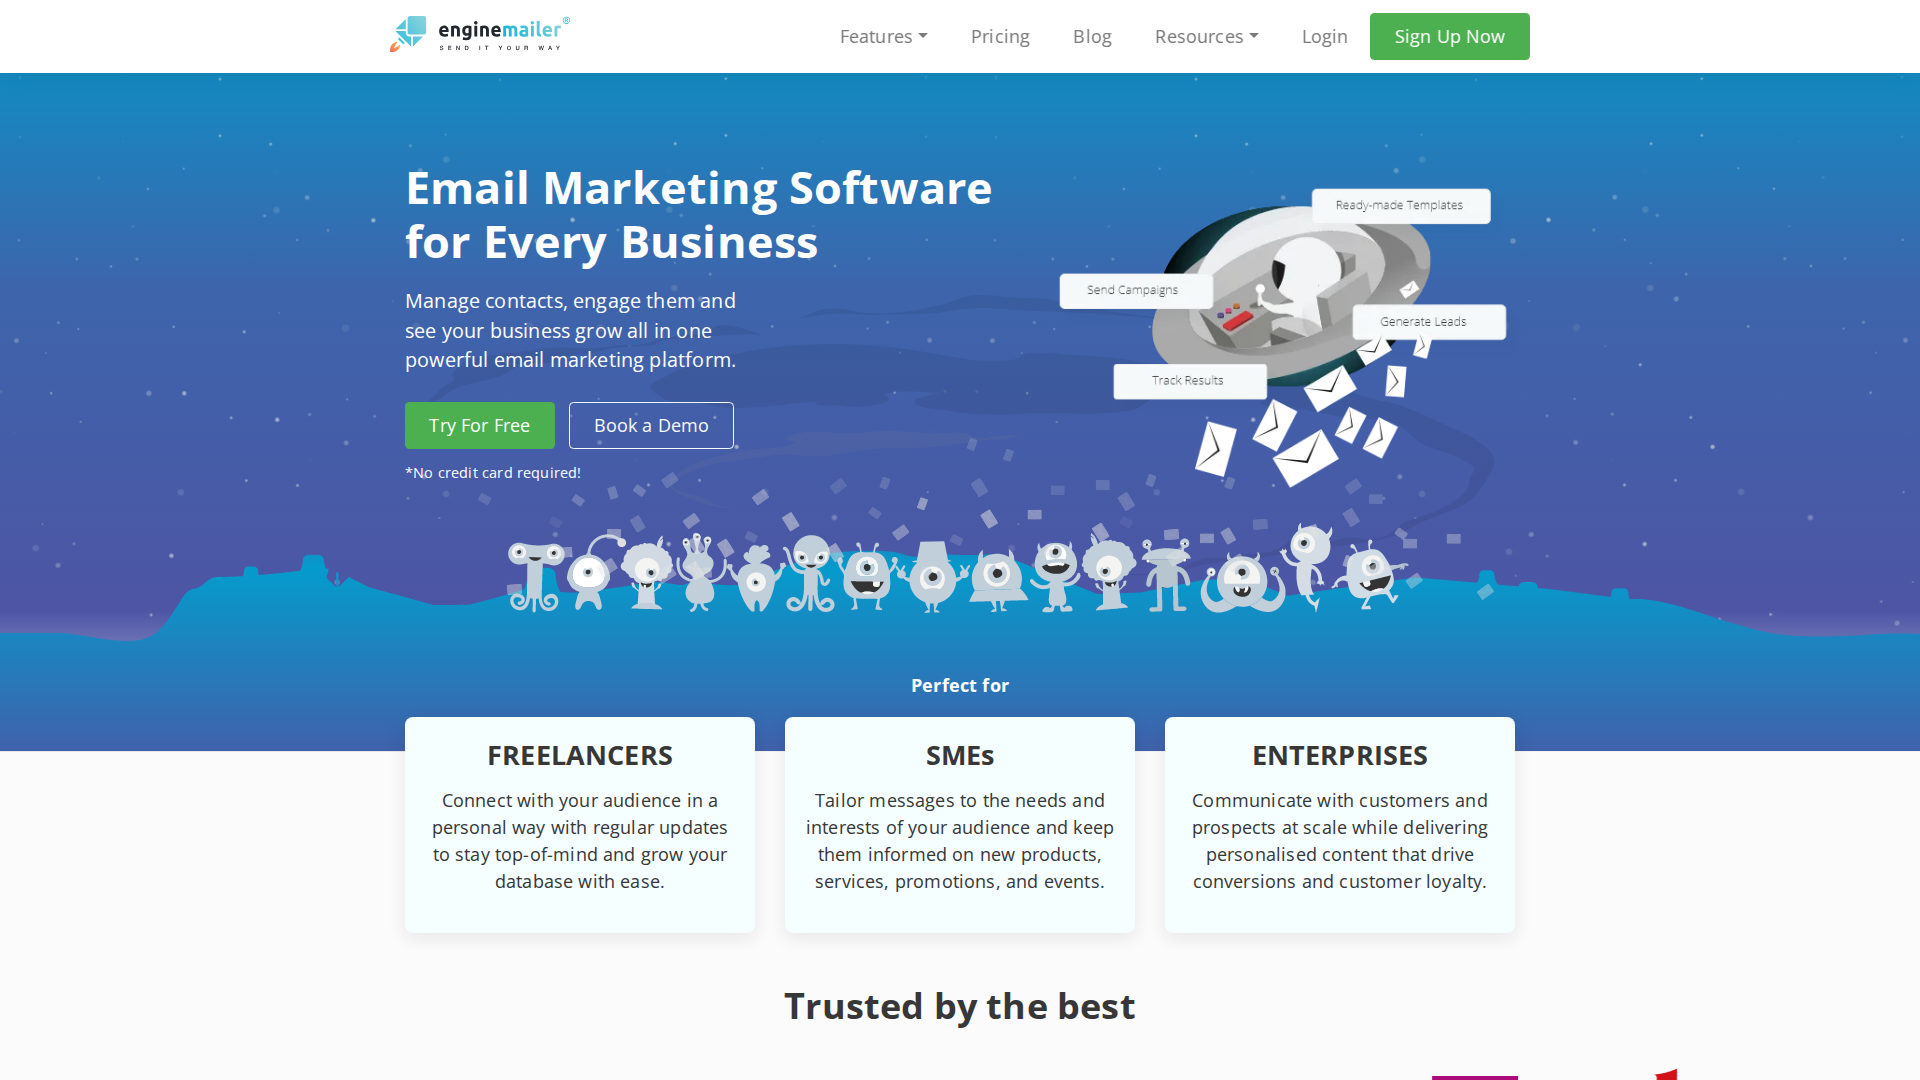 enginemailer®
SEND IT YOUR WAY
Features
Pricing
Blog
Resources
Login
Sign Up Now
Email Marketing Software
for Every Business
Manage contacts, engage them and
see your business grow all in one
powerful email marketing platform.
Try For Free
Book a Demo
*No credit card required!
Ready-made Templates
Send Campaigns
Generate Leads
Track Results
Perfect for
FREELANCERS
Connect with your audience in a
personal way with regular updates
to stay top-of-mind and grow your
database with ease.
SMEs
Tailor messages to the needs and
interests of your audience and keep
them informed on new products,
services, promotions, and events.
ENTERPRISES
Communicate with customers and
prospects at scale while delivering
personalised content that drive
conversions and customer loyalty.
Trusted by the best